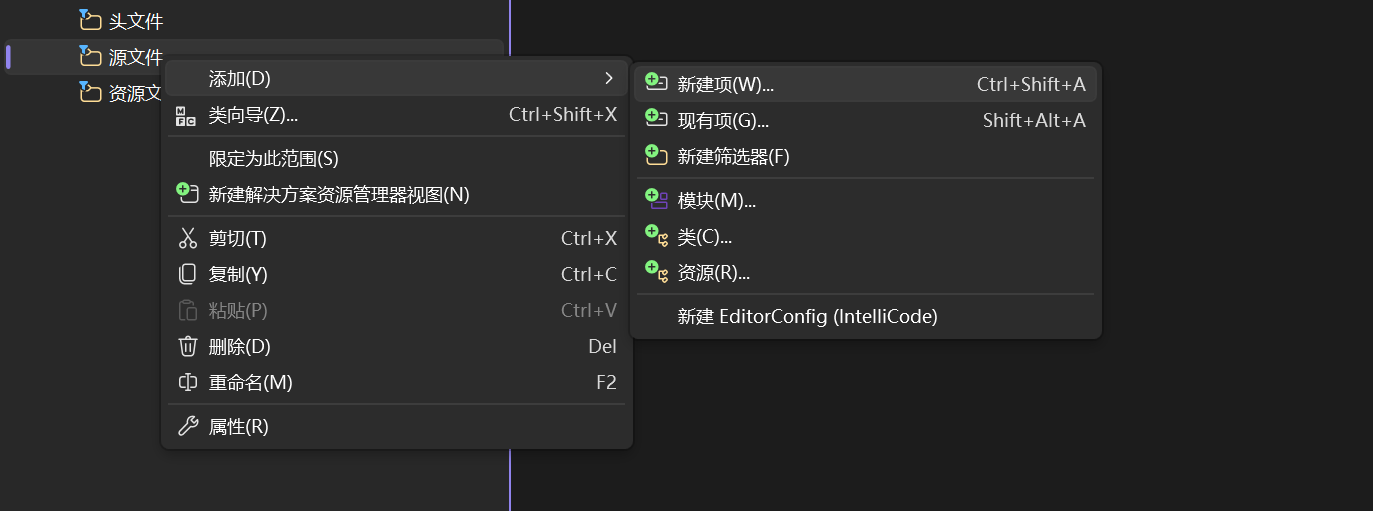 头文件
源文件
资源文
添加(D)
类向导(Z)... Ctrl+Shift+X
限定为此范围(S)
新建解决方案资源管理器视图(N)
剪切(T) Ctrl+X
复制(Y) Ctrl+C
粘贴(P) Ctrl+V
删除(D) Del
重命名(M) F2
属性(R)
新建项(W)... Ctrl+Shift+A
现有项(G)... Shift+Alt+A
新建筛选器(F)
模块(M)...
类(C)...
资源(R)...
新建 EditorConfig (IntelliCode)